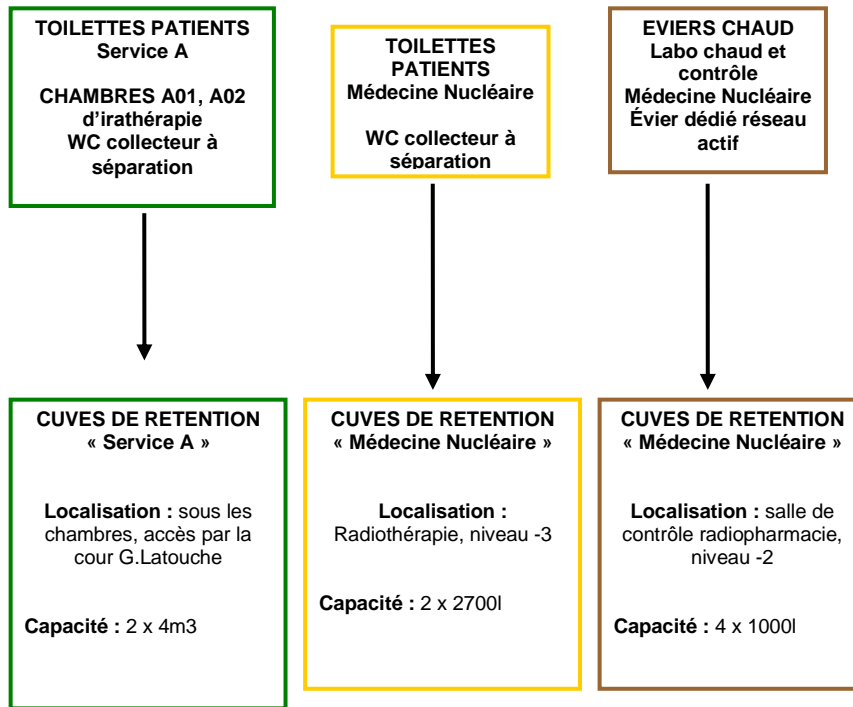 TOILETTES PATIENTS
Service A
CHAMBRES A01, A02
d'irathérapie
WC collecteur à
séparation
TOILETTES
PATIENTS
Médecine Nucléaire
WC collecteur à
séparation
EVIERS CHAUD
Labo chaud et
contrôle
Médecine Nucléaire
Évier dédié réseau
actif
CUVES DE RETENTION
« Service A »
Localisation : sous les
chambres, accès par la
cour G.Latouche
Capacité : 2 x 4m3
CUVES DE RETENTION
« Médecine Nucléaire »
Localisation :
Radiothérapie, niveau -3
Capacité : 2 x 2700l
CUVES DE RETENTION
« Médecine Nucléaire »
Localisation : salle de
contrôle radiopharmacie,
niveau -2
Capacité : 4 x 1000l